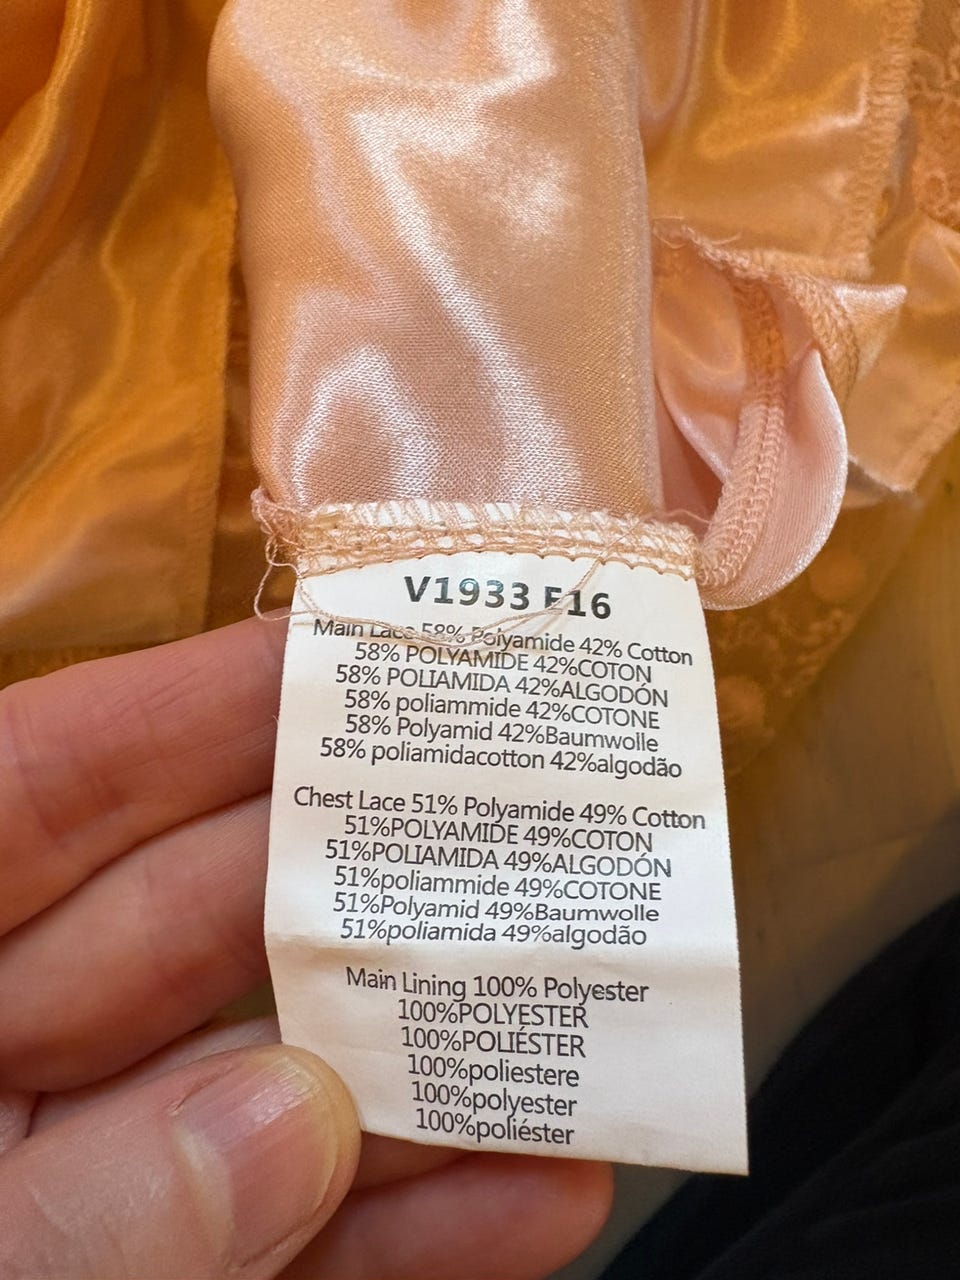 V1933 E16
Main Lace 58% Polyamide 42% Cotton
58% POLYAMIDE 42%COTON
58% POLIAMIDA 42%ALGODÓN
58% poliammide 42%COTONE
58% Polyamid 42%Baumwolle
58% poliamidacotton 42%algodão
Chest Lace 51% Polyamide 49% Cotton
51%POLYAMIDE 49%COTON
51%POLIAMIDA 49%ALGODÓN
51%poliammide 49%COTONE
51%Polyamid 49%Baumwolle
51%poliamida 49%algodão
Main Lining 100% Polyester
100%POLYESTER
100%POLIÉSTER
100%poliestere
100%polyester
100%poliéster